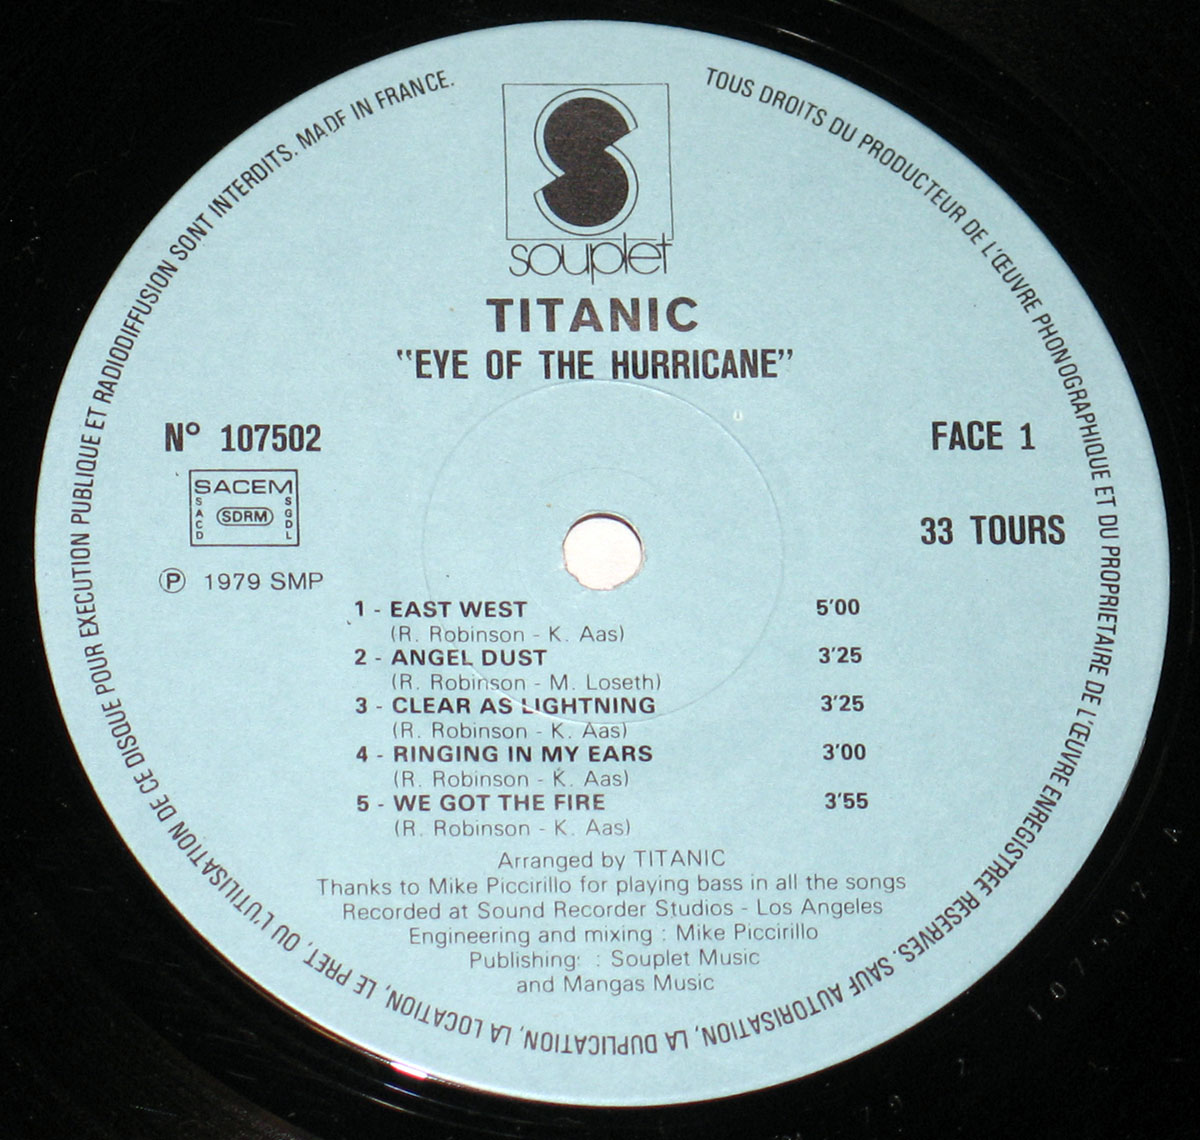 TOUS DROITS DU PRODUCTEUR DE L'ŒUVRE PHONOGRAPHIQUE ET DU PROPRIETAIRE DE L'ŒUVRE ENREGISTREE RESERVES. SAUF AUTORISATION, LA DUPLICATION, LA LOCATION, LE PRET, OU L'UTILISATION DE CE DISQUE POUR EXECUTION PUBLIQUE ET RADIODIFFUSION SONT INTERDITS. MADE IN FRANCE.
S
souplet
TITANIC
"EYE OF THE HURRICANE"
N° 107502
FACE 1
SACEM
SACD
SDRM
SGDL
33 TOURS
Ⓟ 1979 SMP
1 - EAST WEST 5'00
(R. Robinson - K. Aas)
2 - ANGEL DUST 3'25
(R. Robinson - M. Loseth)
3 - CLEAR AS LIGHTNING 3'25
(R. Robinson - K. Aas)
4 - RINGING IN MY EARS 3'00
(R. Robinson - K. Aas)
5 - WE GOT THE FIRE 3'55
(R. Robinson - K. Aas)
Arranged by TITANIC
Thanks to Mike Piccirillo for playing bass in all the songs
Recorded at Sound Recorder Studios - Los Angeles
Engineering and mixing : Mike Piccirillo
Publishing: : Souplet Music
and Mangas Music
107502 A